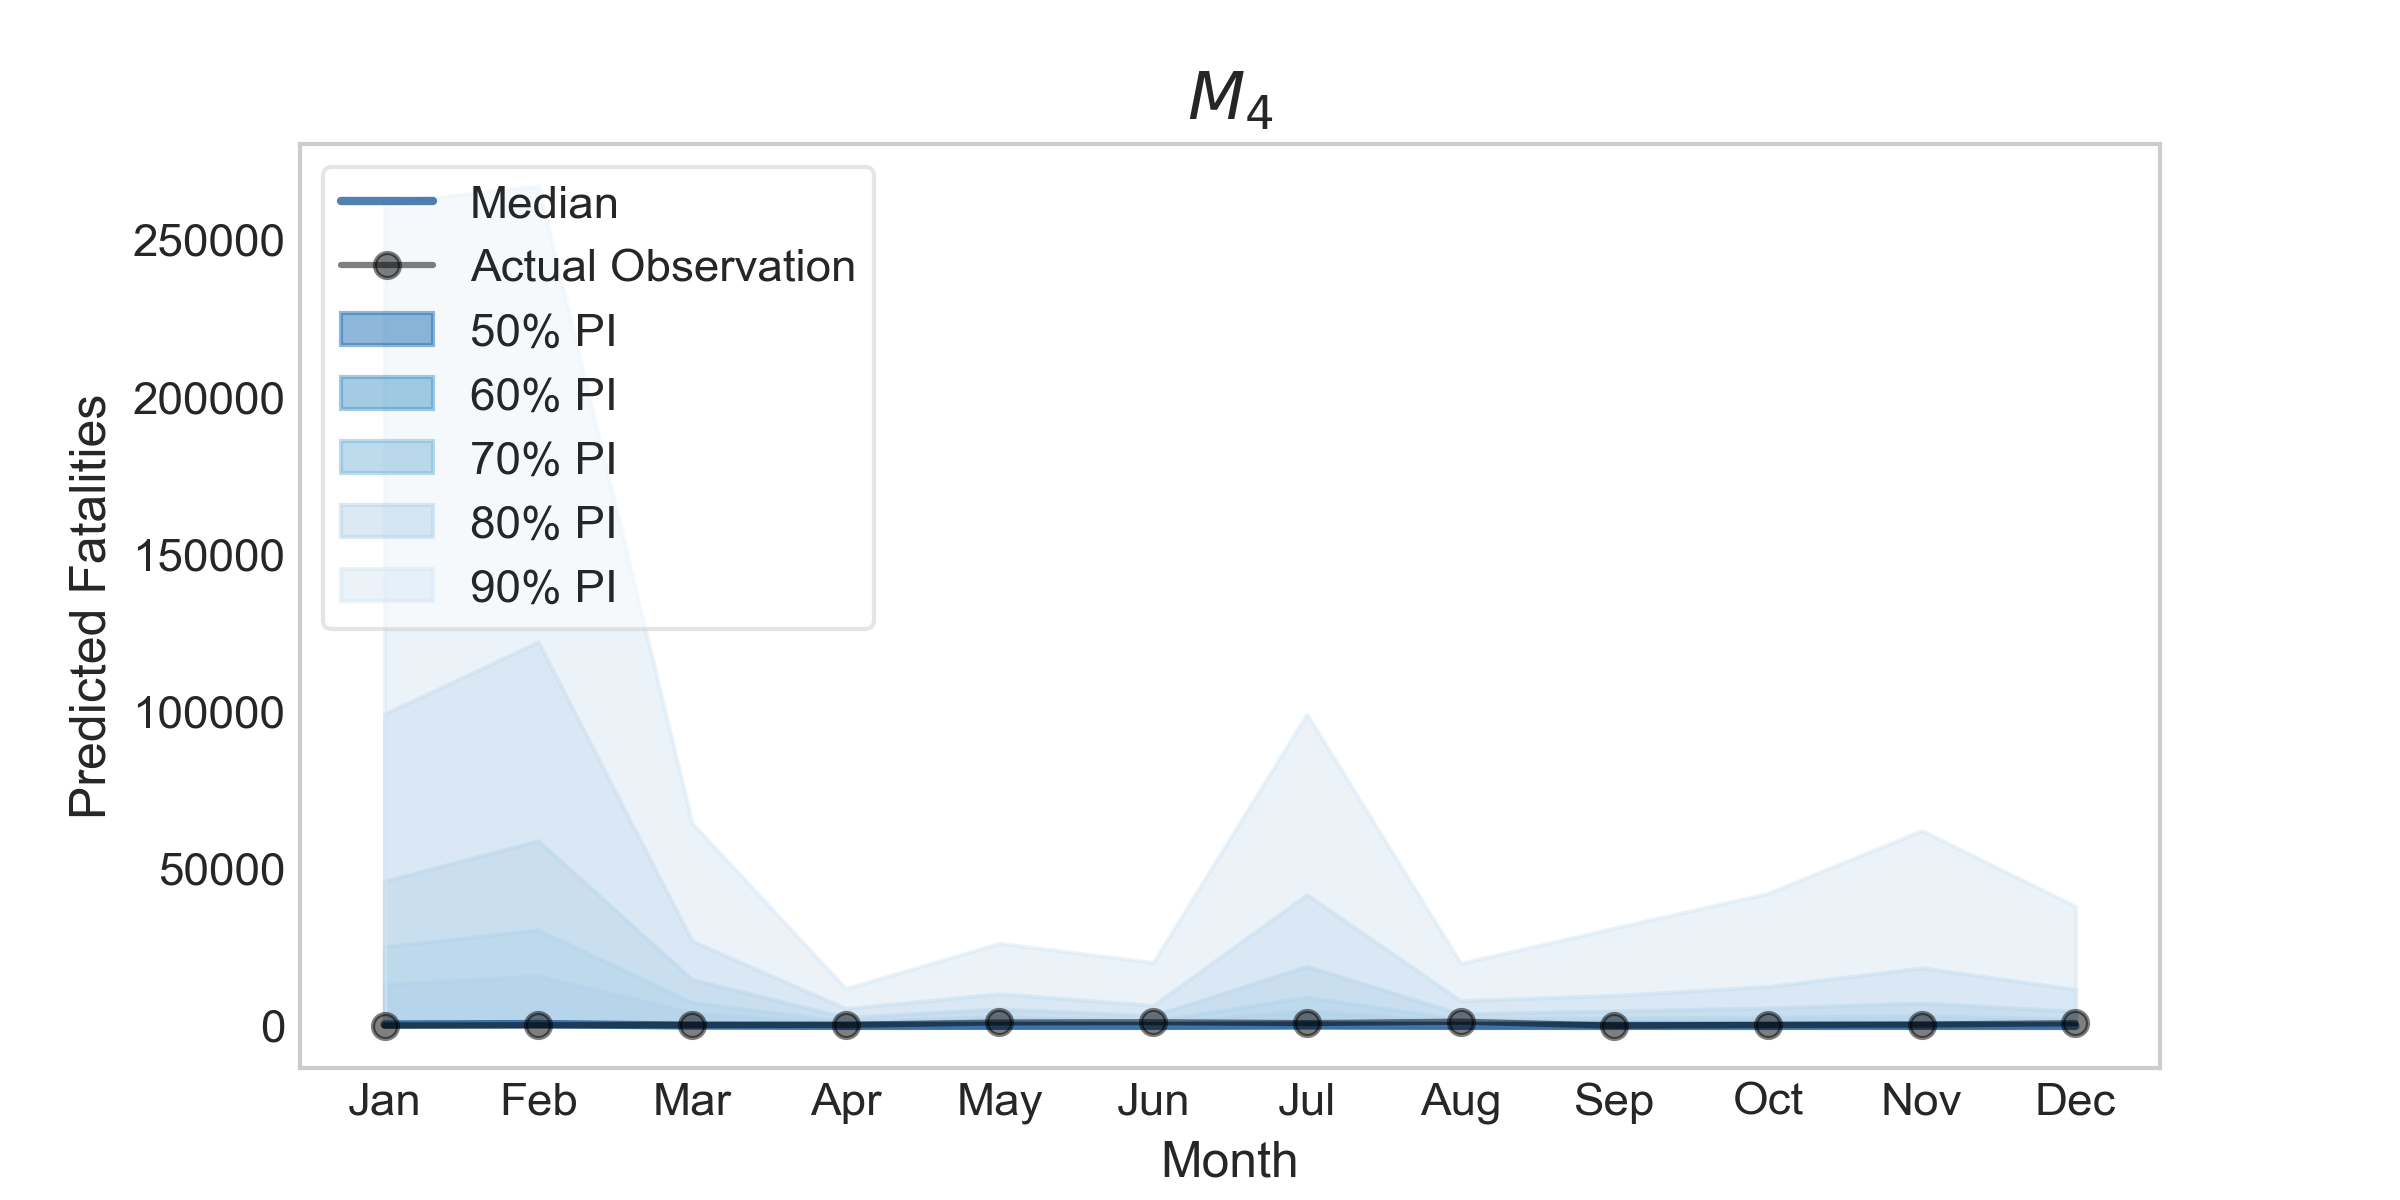 M4
Predicted Fatalities
250000
200000
150000
100000
50000
0
Median
Actual Observation
50% PI
60% PI
70% PI
80% PI
90% PI
Jan Feb Mar Apr May Jun Jul Aug Sep Oct Nov Dec
Month